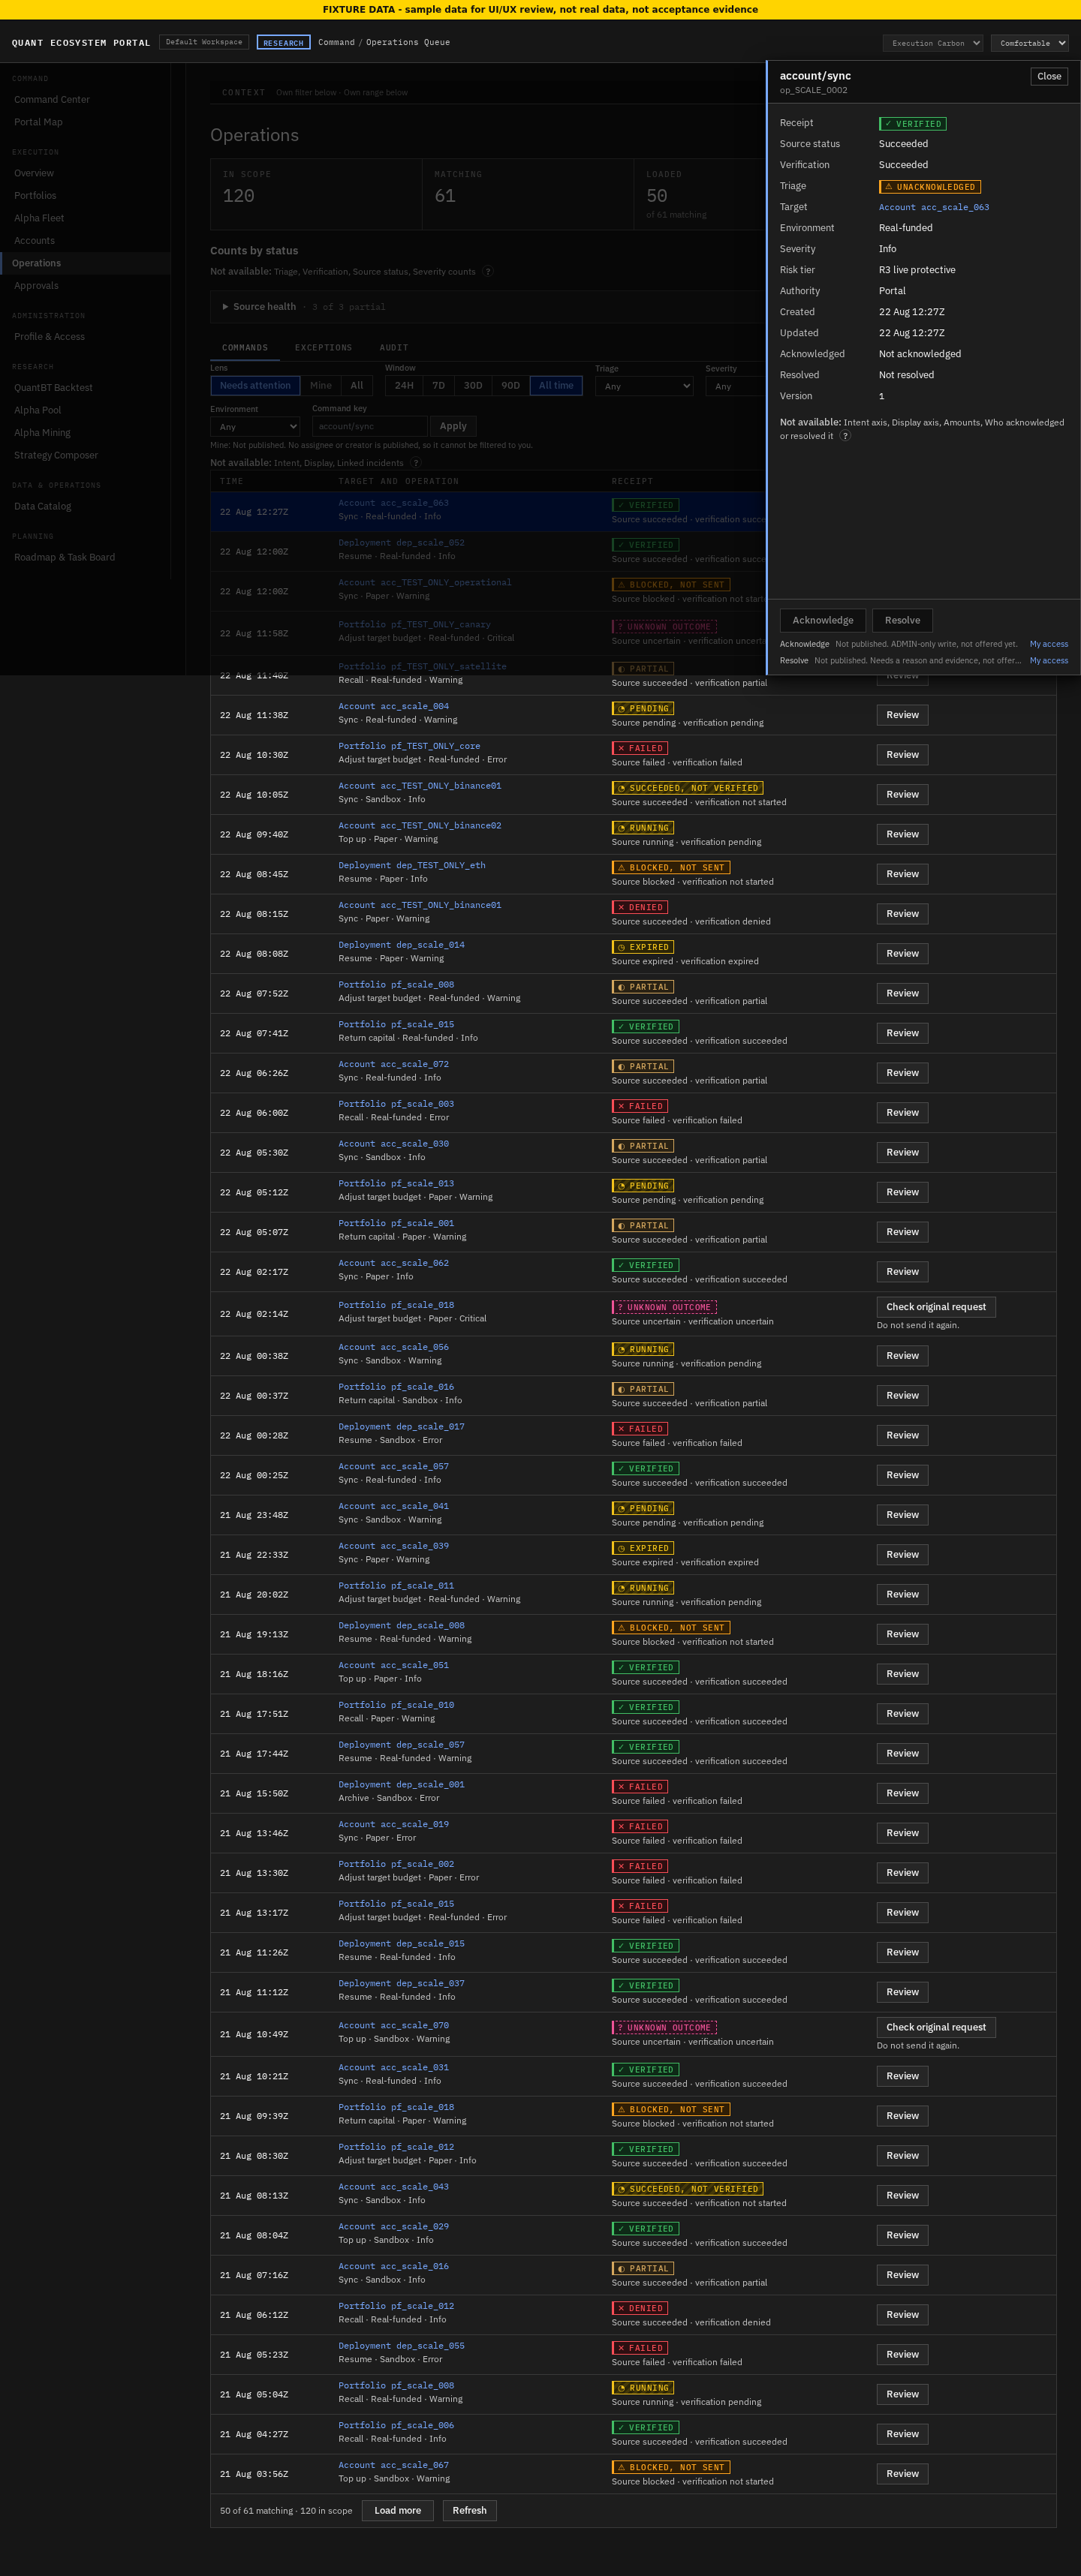 FIXTURE DATA - sample data for UI/UX review, not real data, not acceptance evidence
QUANT ECOSYSTEM PORTAL Default Workspace RESEARCH Command / Operations Queue Execution Carbon Comfortable
COMMAND
Command Center
Portal Map
EXECUTION
Overview
Portfolios
Alpha Fleet
Accounts
Operations
Approvals
ADMINISTRATION
Profile & Access
RESEARCH
QuantBT Backtest
Alpha Pool
Alpha Mining
Strategy Composer
DATA & OPERATIONS
Data Catalog
PLANNING
Roadmap & Task Board
CONTEXT Own filter below · Own range below
Operations
IN SCOPE MATCHING LOADED
120 61 50
of 61 matching
Counts by status
Not available: Triage, Verification, Source status, Severity counts ?
▶ Source health · 3 of 3 partial
COMMANDS EXCEPTIONS AUDIT
Lens Window Triage Severity
Needs attention Mine All 24H 7D 30D 90D All time Any Any
Environment Command key
Any account/sync Apply
Mine: Not published. No assignee or creator is published, so it cannot be filtered to you.
Not available: Intent, Display, Linked incidents ?
TIME TARGET AND OPERATION RECEIPT
22 Aug 12:27Z Account acc_scale_063 ✓ VERIFIED
Sync · Real-funded · Info Source succeeded · verification succe
22 Aug 12:00Z Deployment dep_scale_052 ✓ VERIFIED
Resume · Real-funded · Info Source succeeded · verification succe
22 Aug 12:00Z Account acc_TEST_ONLY_operational ⚠ BLOCKED, NOT SENT
Sync · Paper · Warning Source blocked · verification not start
22 Aug 11:58Z Portfolio pf_TEST_ONLY_canary ? UNKNOWN OUTCOME
Adjust target budget · Real-funded · Critical Source uncertain · verification uncerta
22 Aug 11:40Z Portfolio pf_TEST_ONLY_satellite ◐ PARTIAL Review
Recall · Real-funded · Warning Source succeeded · verification partial
account/sync Close
op_SCALE_0002
Receipt ✓ VERIFIED
Source status Succeeded
Verification Succeeded
Triage ⚠ UNACKNOWLEDGED
Target Account acc_scale_063
Environment Real-funded
Severity Info
Risk tier R3 live protective
Authority Portal
Created 22 Aug 12:27Z
Updated 22 Aug 12:27Z
Acknowledged Not acknowledged
Resolved Not resolved
Version 1
Not available: Intent axis, Display axis, Amounts, Who acknowledged
or resolved it ?
Acknowledge Resolve
Acknowledge Not published. ADMIN-only write, not offered yet. My access
Resolve Not published. Needs a reason and evidence, not offer... My access
22 Aug 11:38Z Account acc_scale_004 ◔ PENDING Review
Sync · Real-funded · Warning Source pending · verification pending
22 Aug 10:30Z Portfolio pf_TEST_ONLY_core ✕ FAILED Review
Adjust target budget · Real-funded · Error Source failed · verification failed
22 Aug 10:05Z Account acc_TEST_ONLY_binance01 ◔ SUCCEEDED, NOT VERIFIED Review
Sync · Sandbox · Info Source succeeded · verification not started
22 Aug 09:40Z Account acc_TEST_ONLY_binance02 ◔ RUNNING Review
Top up · Paper · Warning Source running · verification pending
22 Aug 08:45Z Deployment dep_TEST_ONLY_eth ⚠ BLOCKED, NOT SENT Review
Resume · Paper · Info Source blocked · verification not started
22 Aug 08:15Z Account acc_TEST_ONLY_binance01 ✕ DENIED Review
Sync · Paper · Warning Source succeeded · verification denied
22 Aug 08:08Z Deployment dep_scale_014 ◷ EXPIRED Review
Resume · Paper · Warning Source expired · verification expired
22 Aug 07:52Z Portfolio pf_scale_008 ◐ PARTIAL Review
Adjust target budget · Real-funded · Warning Source succeeded · verification partial
22 Aug 07:41Z Portfolio pf_scale_015 ✓ VERIFIED Review
Return capital · Real-funded · Info Source succeeded · verification succeeded
22 Aug 06:26Z Account acc_scale_072 ◐ PARTIAL Review
Sync · Real-funded · Info Source succeeded · verification partial
22 Aug 06:00Z Portfolio pf_scale_003 ✕ FAILED Review
Recall · Real-funded · Error Source failed · verification failed
22 Aug 05:30Z Account acc_scale_030 ◐ PARTIAL Review
Sync · Sandbox · Info Source succeeded · verification partial
22 Aug 05:12Z Portfolio pf_scale_013 ◔ PENDING Review
Adjust target budget · Paper · Warning Source pending · verification pending
22 Aug 05:07Z Portfolio pf_scale_001 ◐ PARTIAL Review
Return capital · Paper · Warning Source succeeded · verification partial
22 Aug 02:17Z Account acc_scale_062 ✓ VERIFIED Review
Sync · Paper · Info Source succeeded · verification succeeded
22 Aug 02:14Z Portfolio pf_scale_018 ? UNKNOWN OUTCOME Check original request
Adjust target budget · Paper · Critical Source uncertain · verification uncertain Do not send it again.
22 Aug 00:38Z Account acc_scale_056 ◔ RUNNING Review
Sync · Sandbox · Warning Source running · verification pending
22 Aug 00:37Z Portfolio pf_scale_016 ◐ PARTIAL Review
Return capital · Sandbox · Info Source succeeded · verification partial
22 Aug 00:28Z Deployment dep_scale_017 ✕ FAILED Review
Resume · Sandbox · Error Source failed · verification failed
22 Aug 00:25Z Account acc_scale_057 ✓ VERIFIED Review
Sync · Real-funded · Info Source succeeded · verification succeeded
21 Aug 23:48Z Account acc_scale_041 ◔ PENDING Review
Sync · Sandbox · Warning Source pending · verification pending
21 Aug 22:33Z Account acc_scale_039 ◷ EXPIRED Review
Sync · Paper · Warning Source expired · verification expired
21 Aug 20:02Z Portfolio pf_scale_011 ◔ RUNNING Review
Adjust target budget · Real-funded · Warning Source running · verification pending
21 Aug 19:13Z Deployment dep_scale_008 ⚠ BLOCKED, NOT SENT Review
Resume · Real-funded · Warning Source blocked · verification not started
21 Aug 18:16Z Account acc_scale_051 ✓ VERIFIED Review
Top up · Paper · Info Source succeeded · verification succeeded
21 Aug 17:51Z Portfolio pf_scale_010 ✓ VERIFIED Review
Recall · Paper · Warning Source succeeded · verification succeeded
21 Aug 17:44Z Deployment dep_scale_057 ✓ VERIFIED Review
Resume · Real-funded · Warning Source succeeded · verification succeeded
21 Aug 15:50Z Deployment dep_scale_001 ✕ FAILED Review
Archive · Sandbox · Error Source failed · verification failed
21 Aug 13:46Z Account acc_scale_019 ✕ FAILED Review
Sync · Paper · Error Source failed · verification failed
21 Aug 13:30Z Portfolio pf_scale_002 ✕ FAILED Review
Adjust target budget · Paper · Error Source failed · verification failed
21 Aug 13:17Z Portfolio pf_scale_015 ✕ FAILED Review
Adjust target budget · Real-funded · Error Source failed · verification failed
21 Aug 11:26Z Deployment dep_scale_015 ✓ VERIFIED Review
Resume · Real-funded · Info Source succeeded · verification succeeded
21 Aug 11:12Z Deployment dep_scale_037 ✓ VERIFIED Review
Resume · Real-funded · Info Source succeeded · verification succeeded
21 Aug 10:49Z Account acc_scale_070 ? UNKNOWN OUTCOME Check original request
Top up · Sandbox · Warning Source uncertain · verification uncertain Do not send it again.
21 Aug 10:21Z Account acc_scale_031 ✓ VERIFIED Review
Sync · Real-funded · Info Source succeeded · verification succeeded
21 Aug 09:39Z Portfolio pf_scale_018 ⚠ BLOCKED, NOT SENT Review
Return capital · Paper · Warning Source blocked · verification not started
21 Aug 08:30Z Portfolio pf_scale_012 ✓ VERIFIED Review
Adjust target budget · Paper · Info Source succeeded · verification succeeded
21 Aug 08:13Z Account acc_scale_043 ◔ SUCCEEDED, NOT VERIFIED Review
Sync · Sandbox · Info Source succeeded · verification not started
21 Aug 08:04Z Account acc_scale_029 ✓ VERIFIED Review
Top up · Sandbox · Info Source succeeded · verification succeeded
21 Aug 07:16Z Account acc_scale_016 ◐ PARTIAL Review
Sync · Sandbox · Info Source succeeded · verification partial
21 Aug 06:12Z Portfolio pf_scale_012 ✕ DENIED Review
Recall · Real-funded · Info Source succeeded · verification denied
21 Aug 05:23Z Deployment dep_scale_055 ✕ FAILED Review
Resume · Sandbox · Error Source failed · verification failed
21 Aug 05:04Z Portfolio pf_scale_008 ◔ RUNNING Review
Recall · Real-funded · Warning Source running · verification pending
21 Aug 04:27Z Portfolio pf_scale_006 ✓ VERIFIED Review
Recall · Real-funded · Info Source succeeded · verification succeeded
21 Aug 03:56Z Account acc_scale_067 ⚠ BLOCKED, NOT SENT Review
Top up · Sandbox · Warning Source blocked · verification not started
50 of 61 matching · 120 in scope Load more Refresh